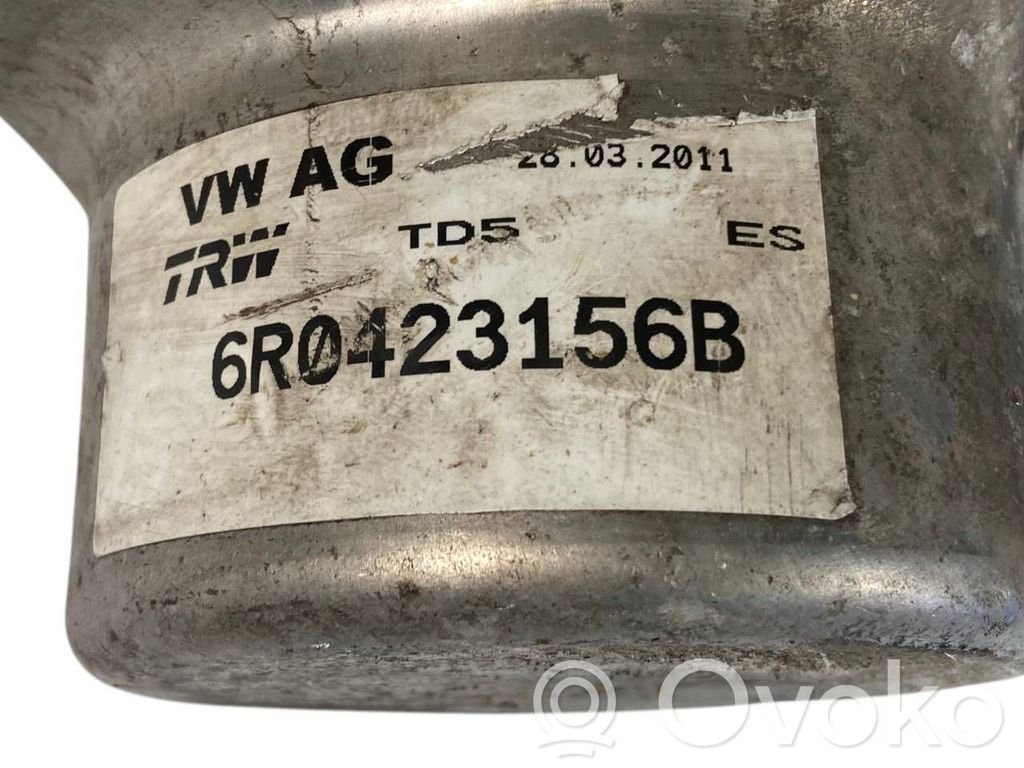 VW AG 28.03.2011
TRW TD5 ES
6R0423156B
Ovoko